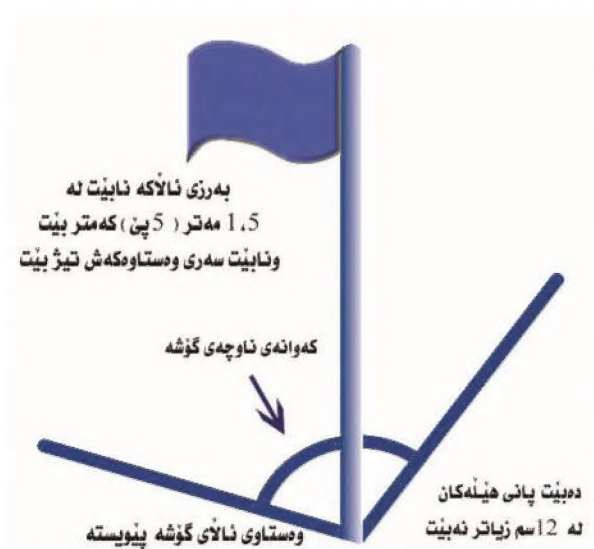 بەرزی ئاڵاکە نابێت لە
1،5 مەتر ( 5 پێ ) کەمتر بێت
ونابێت سەری وەستاوەکەش تیژ بێت
کەوانەی ناوچەی گۆشە
دەبێت پانی هێڵەکان
لە 12سم زیاتر نەبێت
وەستاوی ئاڵای گۆشە پێویستە